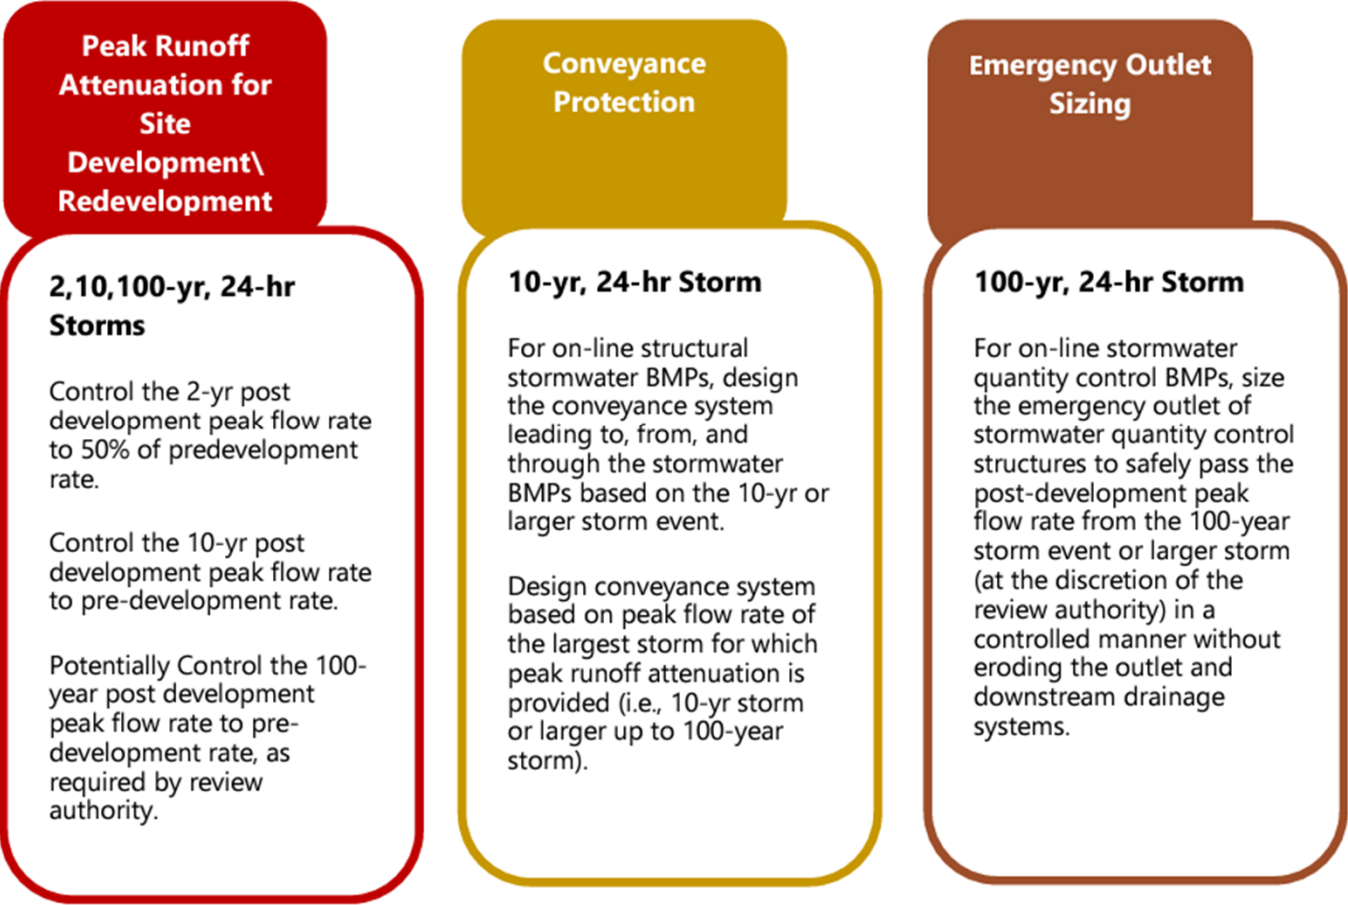 Peak Runoff
Attenuation for
Site
Development\
Redevelopment
2,10,100-yr, 24-hr
Storms
Control the 2-yr post
development peak flow rate
to 50% of predevelopment
rate.
Control the 10-yr post
development peak flow rate
to pre-development rate.
Potentially Control the 100-
year post development
peak flow rate to pre-
development rate, as
required by review
authority.
Conveyance
Protection
10-yr, 24-hr Storm
For on-line structural
stormwater BMPs, design
the conveyance system
leading to, from, and
through the stormwater
BMPs based on the 10-yr or
larger storm event.
Design conveyance system
based on peak flow rate of
the largest storm for which
peak runoff attenuation is
provided (i.e., 10-yr storm
or larger up to 100-year
storm).
Emergency Outlet
Sizing
100-yr, 24-hr Storm
For on-line stormwater
quantity control BMPs, size
the emergency outlet of
stormwater quantity control
structures to safely pass the
post-development peak
flow rate from the 100-year
storm event or larger storm
(at the discretion of the
review authority) in a
controlled manner without
eroding the outlet and
downstream drainage
systems.